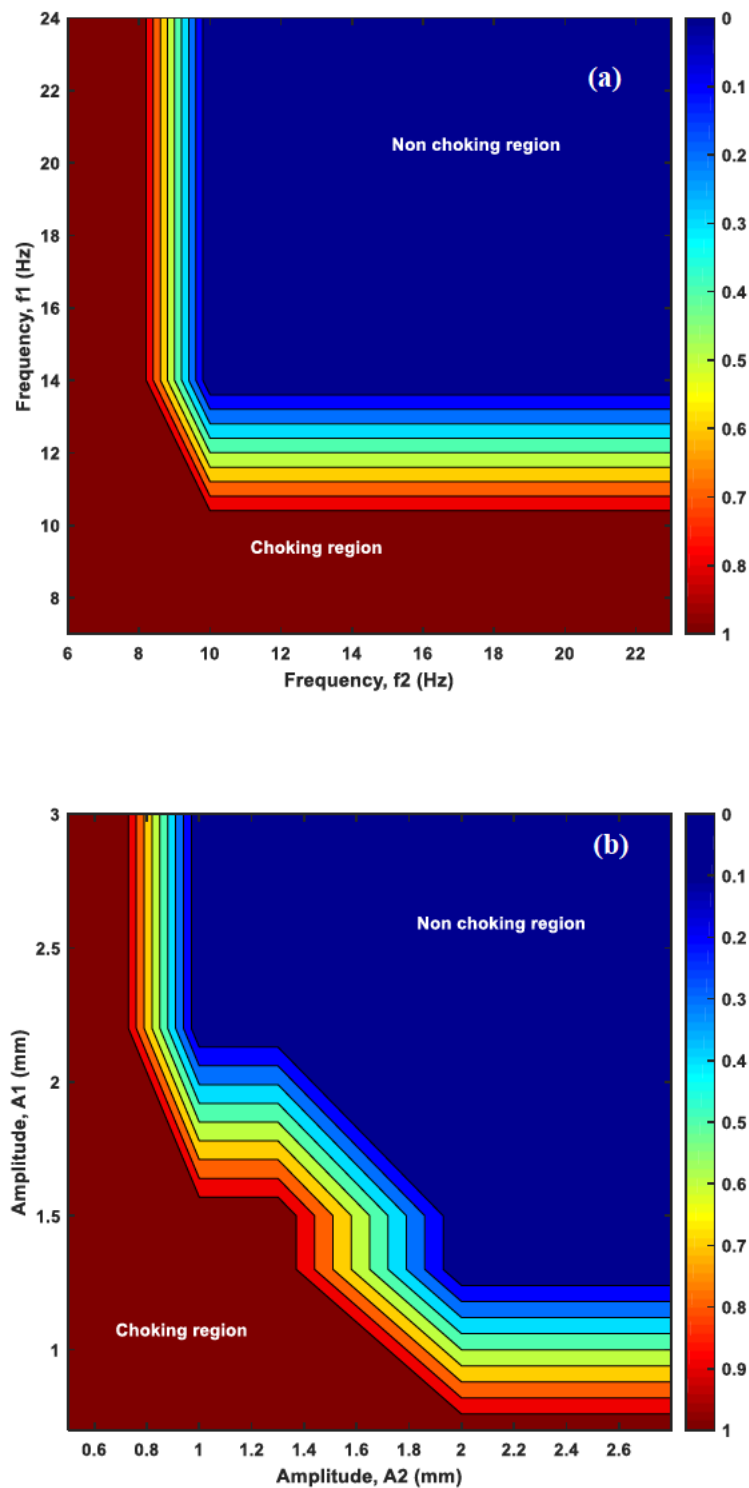 24
22
20
18
16
14
12
10
8
Frequency, f1 (Hz)
(a)
Non choking region
Choking region
6 8 10 12 14 16 18 20 22
Frequency, f2 (Hz)
0
0.1
0.2
0.3
0.4
0.5
0.6
0.7
0.8
1
3
2.5
2
1.5
1
Amplitude, A1 (mm)
(b)
Non choking region
Choking region
0.6 0.8 1 1.2 1.4 1.6 1.8 2 2.2 2.4 2.6
Amplitude, A2 (mm)
0
0.1
0.2
0.3
0.4
0.5
0.6
0.7
0.8
0.9
1